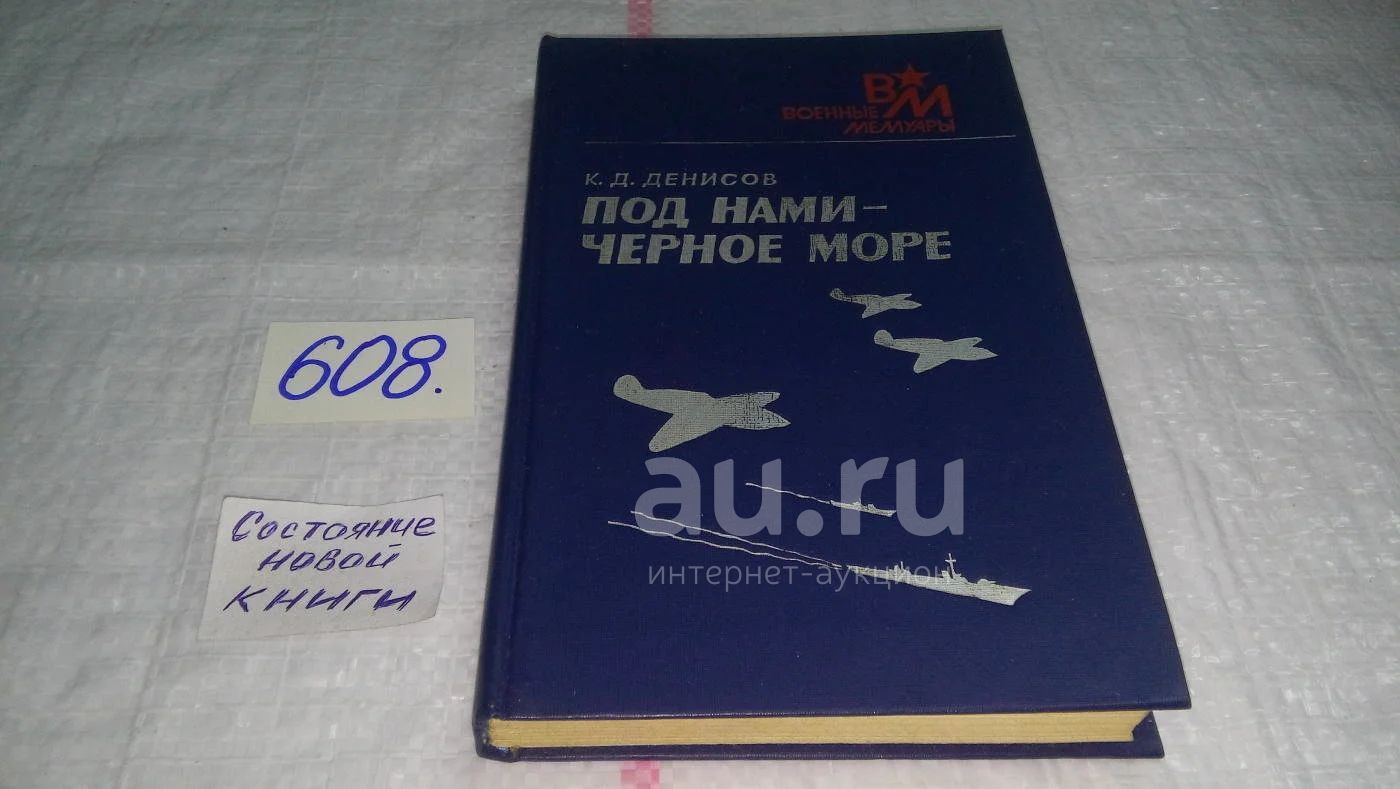 ВМ
ВОЕННЫЕ
МЕМУАРЫ
К. Д. ДЕНИСОВ
ПОД НАМИ –
ЧЕРНОЕ МОРЕ
608.
Состояние
новой
книги
au.ru
интернет-аукцион